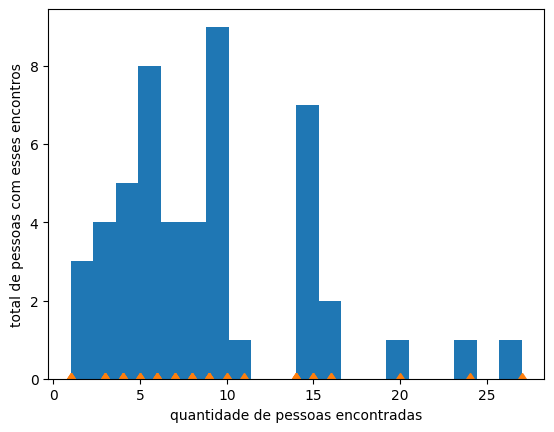 total de pessoas com esses encontros
8
6
4
2
0
0 5 10 15 20 25
quantidade de pessoas encontradas